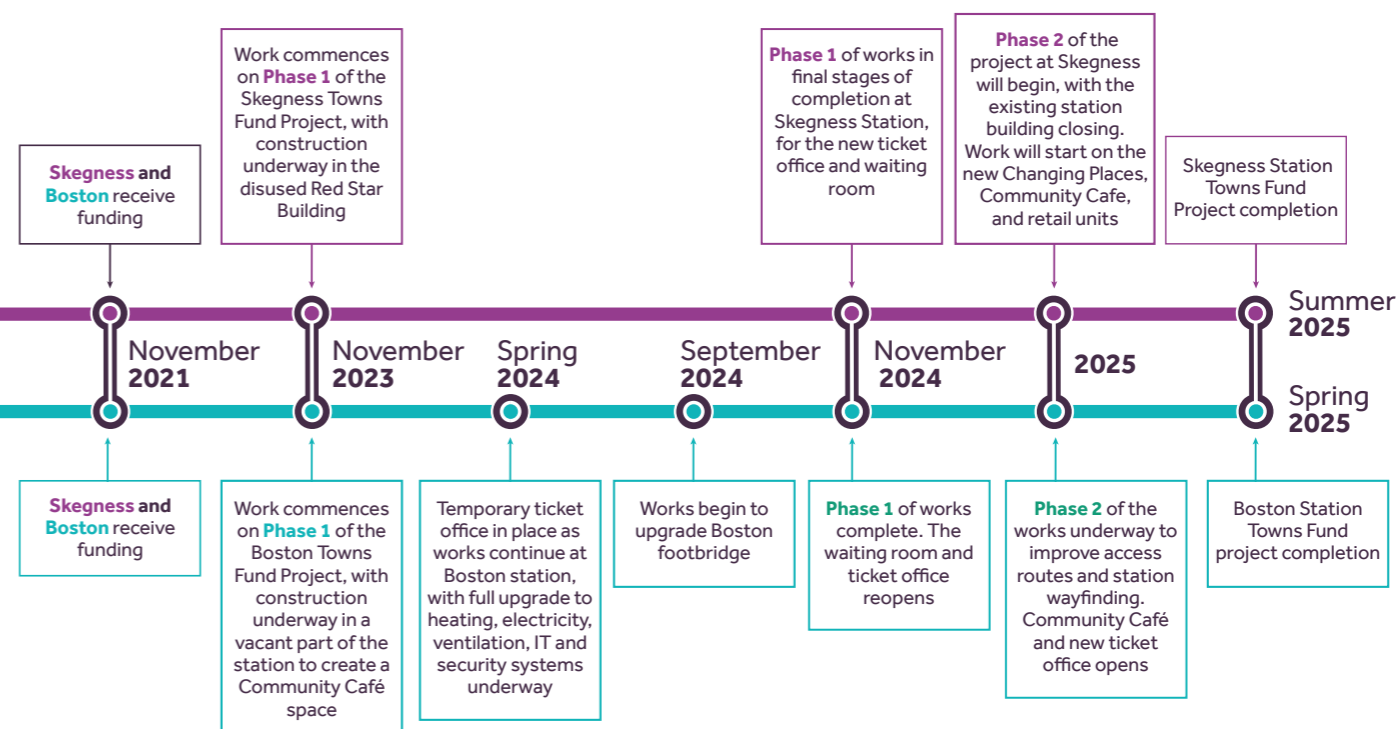 Work commences
on Phase 1 of the
Skegness Towns
Fund Project, with
construction
underway in the
disused Red Star
Building
Phase 1 of works in
final stages of
completion at
Skegness Station,
for the new ticket
office and waiting
room
Phase 2 of the
project at Skegness
will begin, with the
existing station
building closing.
Work will start on the
new Changing Places,
Community Cafe,
and retail units
Skegness and
Boston receive
funding
Skegness Station
Towns Fund
Project completion
November
2021
November
2023
Spring
2024
September
2024
November
2024
2025
Summer
2025
Spring
2025
Skegness and
Boston receive
funding
Work commences
on Phase 1 of the
Boston Towns
Fund Project, with
construction
underway in a
vacant part of the
station to create a
Community Café
space
Temporary ticket
office in place as
works continue at
Boston station,
with full upgrade to
heating, electricity,
ventilation, IT and
security systems
underway
Works begin to
upgrade Boston
footbridge
Phase 1 of works
complete. The
waiting room and
ticket office
reopens
Phase 2 of the
works underway to
improve access
routes and station
wayfinding.
Community Café
and new ticket
office opens
Boston Station
Towns Fund
project completion